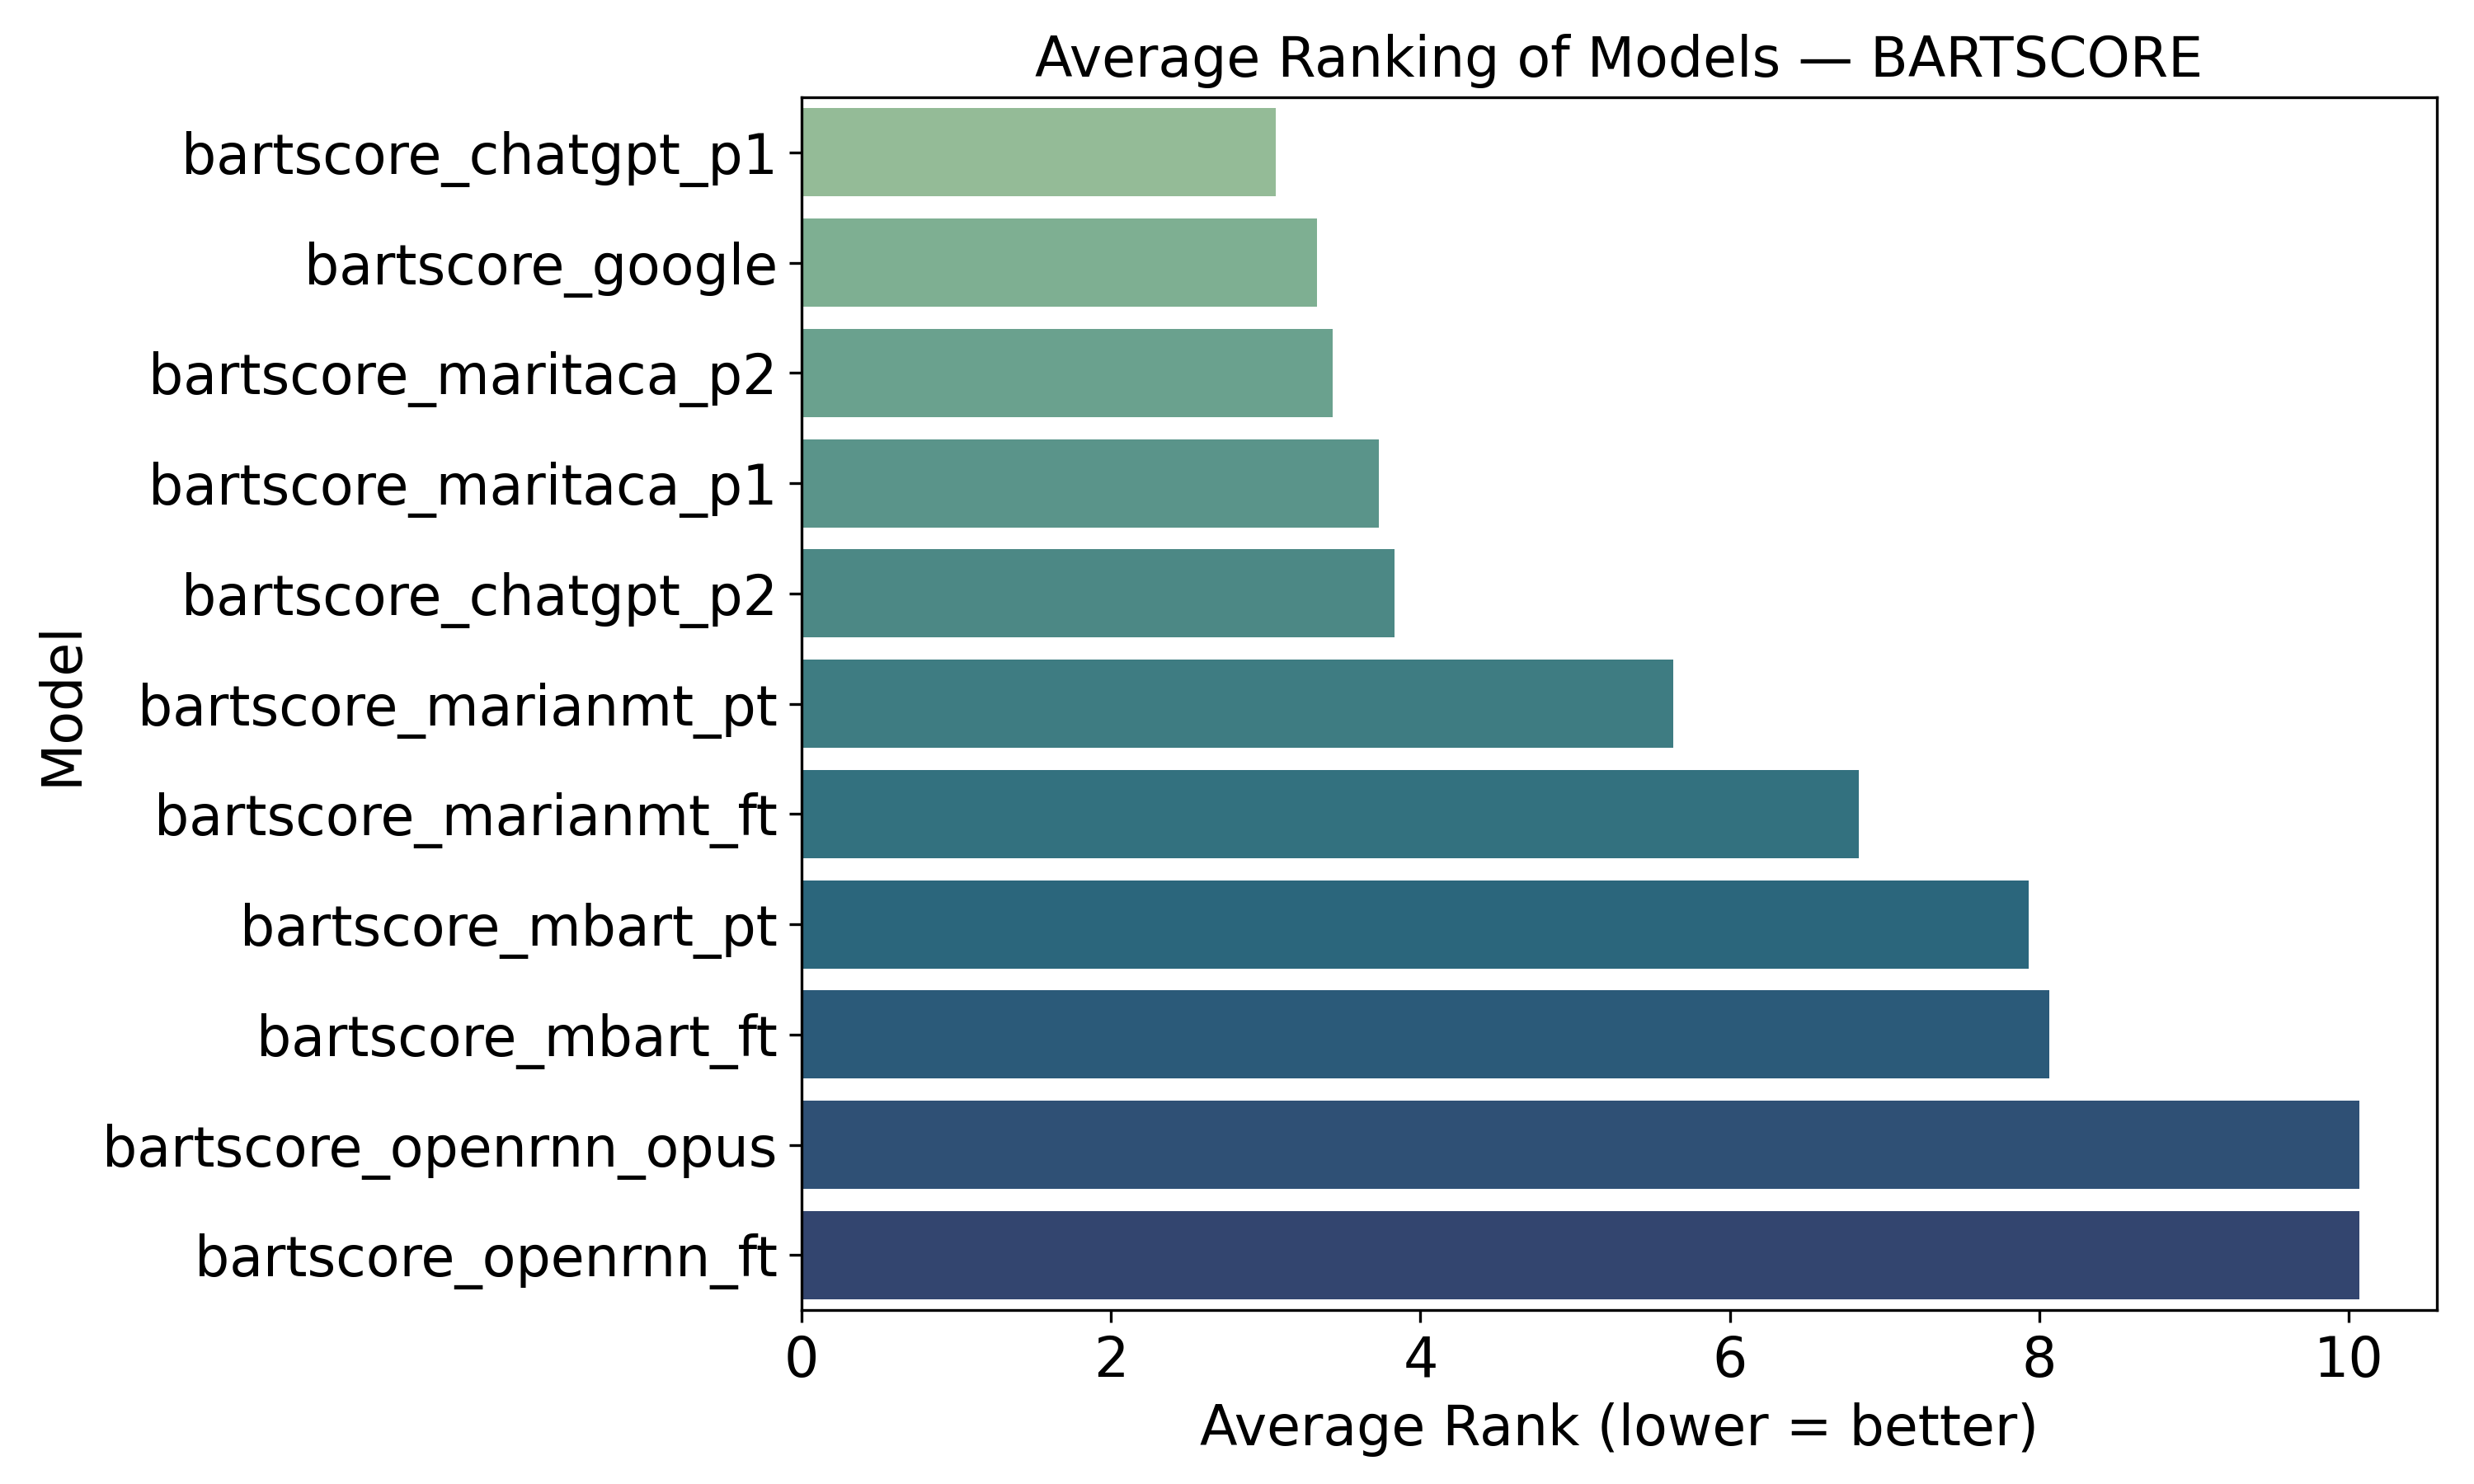 Average Ranking of Models — BARTSCORE
bartscore_chatgpt_p1
bartscore_google
bartscore_maritaca_p2
bartscore_maritaca_p1
bartscore_chatgpt_p2
bartscore_marianmt_pt
bartscore_marianmt_ft
bartscore_mbart_pt
bartscore_mbart_ft
bartscore_openrnn_opus
bartscore_openrnn_ft
Model
0 2 4 6 8 10
Average Rank (lower = better)